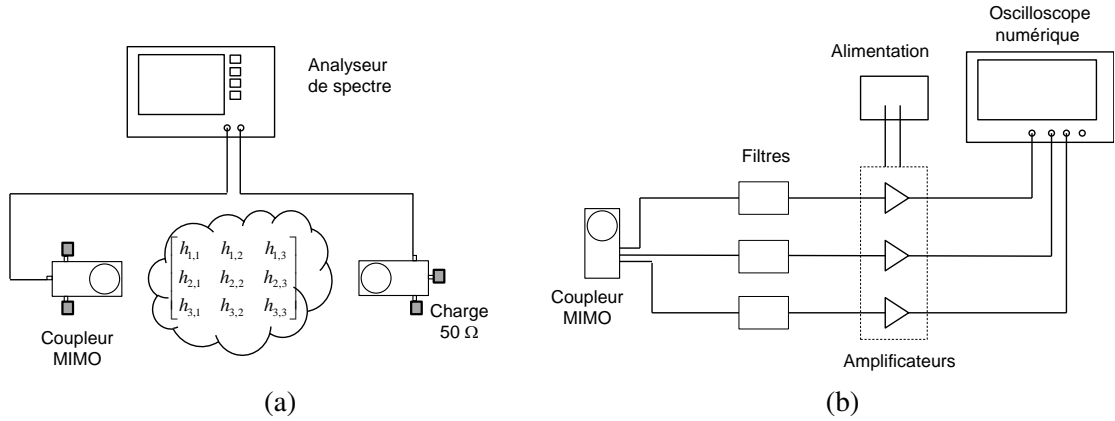 Analyseur
de spectre
h1,1 h1,2 h1,3
h2,1 h2,2 h2,3
h3,1 h3,2 h3,3
Coupleur
MIMO
Charge
50 Ω
(a)
Oscilloscope
numérique
Alimentation
Filtres
Coupleur
MIMO
Amplificateurs
(b)